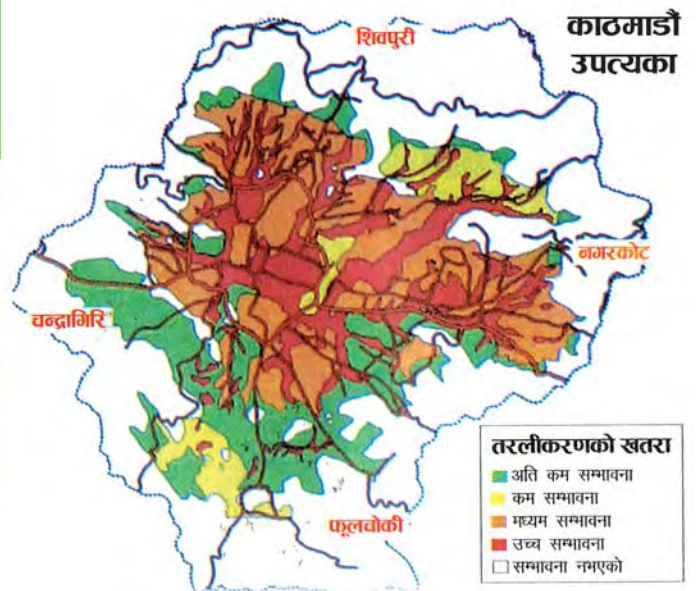 काठमाडौं
उपत्यका
शिवपुरी
नगरकोट
चन्द्रागिरि
फूलचोकी
तरलीकरणको खतरा
अति कम सम्भावना
कम सम्भावना
मध्यम सम्भावना
उच्च सम्भावना
सम्भावना नभएको